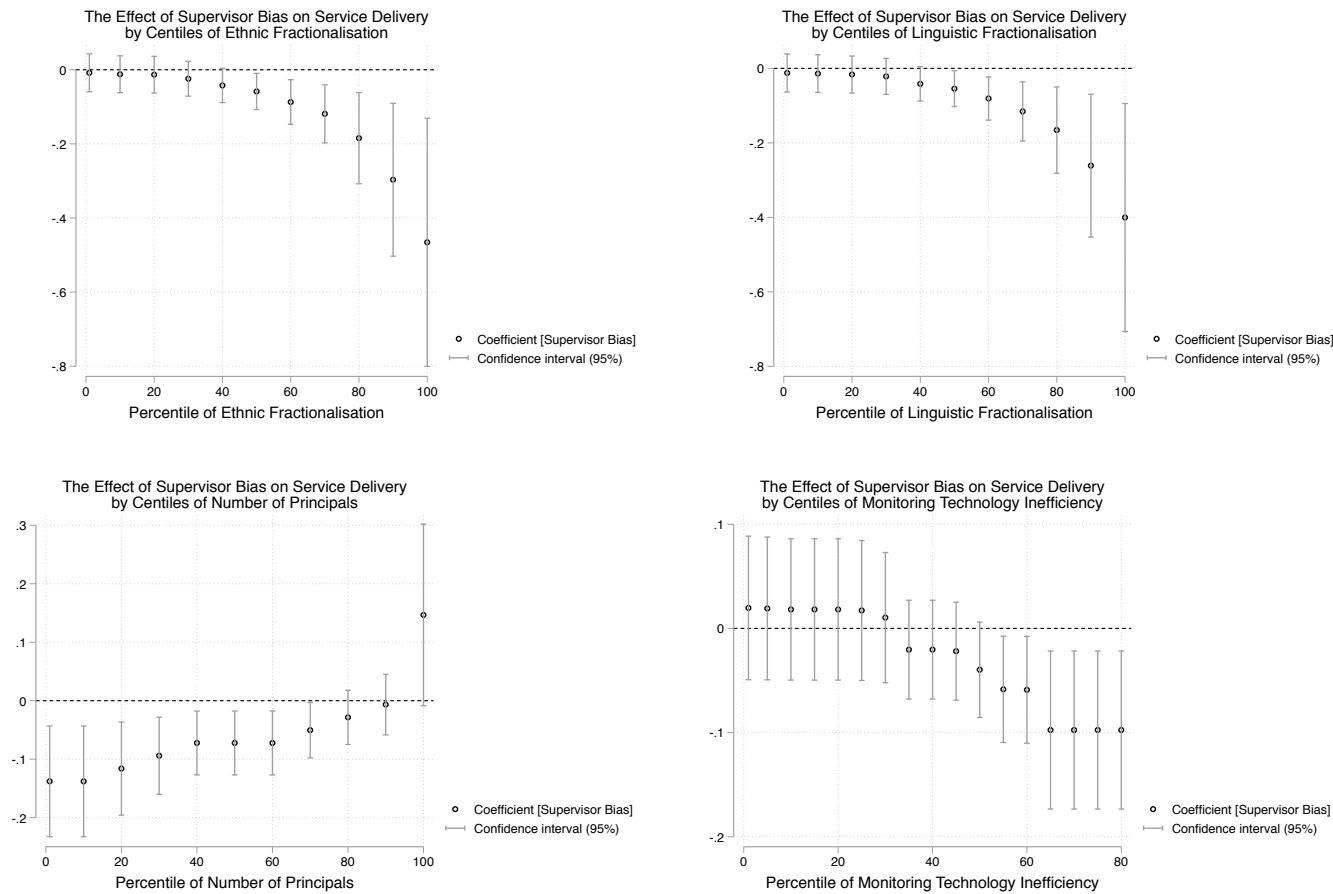 The Effect of Supervisor Bias on Service Delivery
by Centiles of Ethnic Fractionalisation
0
-.2
-.4
-.6
-.8
0 20 40 60 80 100
Percentile of Ethnic Fractionalisation
Coefficient [Supervisor Bias]
Confidence interval (95%)
The Effect of Supervisor Bias on Service Delivery
by Centiles of Linguistic Fractionalisation
0
-.2
-.4
-.6
-.8
0 20 40 60 80 100
Percentile of Linguistic Fractionalisation
Coefficient [Supervisor Bias]
Confidence interval (95%)
The Effect of Supervisor Bias on Service Delivery
by Centiles of Number of Principals
.3
.2
.1
0
-.1
-.2
0 20 40 60 80 100
Percentile of Number of Principals
Coefficient [Supervisor Bias]
Confidence interval (95%)
The Effect of Supervisor Bias on Service Delivery
by Centiles of Monitoring Technology Inefficiency
.1
0
-.1
-.2
0 20 40 60 80
Percentile of Monitoring Technology Inefficiency
Coefficient [Supervisor Bias]
Confidence interval (95%)